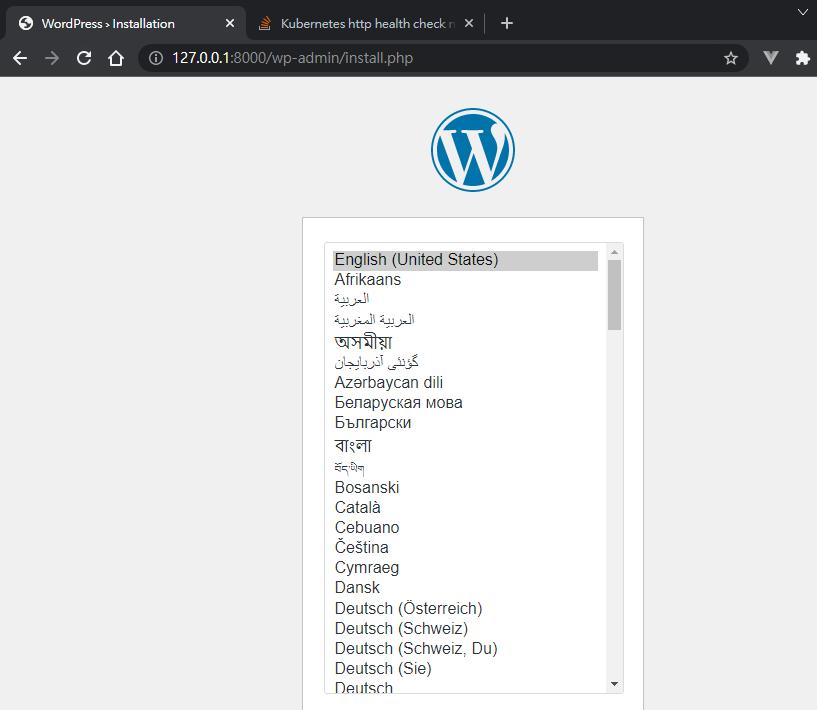 WordPress › Installation
Kubernetes http health check n
127.0.0.1:8000/wp-admin/install.php
English (United States)
Afrikaans
العربية
العربية المغربية
অসমীয়া
گؤنئی آذربایجان
Azərbaycan dili
Беларуская мова
Български
বাংলা
བོད་ཡིག
Bosanski
Català
Cebuano
Čeština
Cymraeg
Dansk
Deutsch (Österreich)
Deutsch (Schweiz)
Deutsch (Schweiz, Du)
Deutsch (Sie)
Deutsch